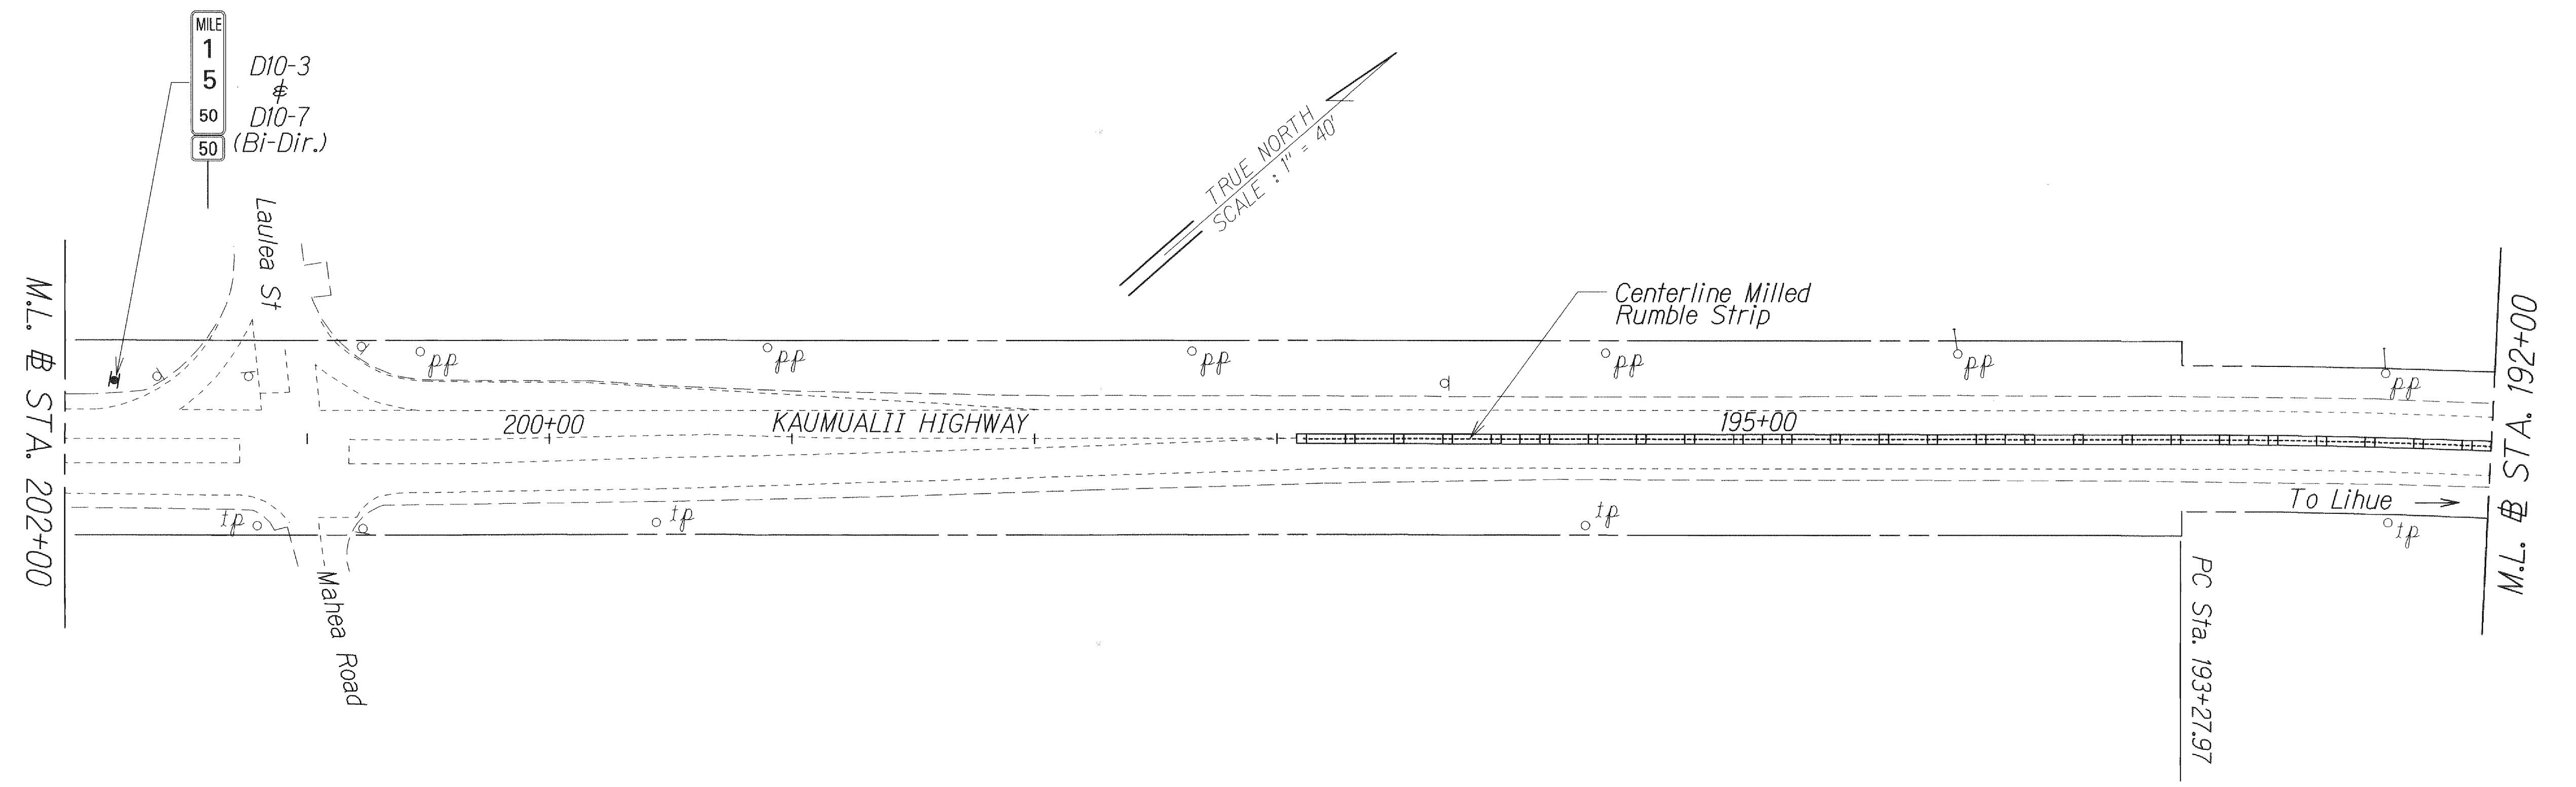 MILE
1
5
50
50
D10-3
&
D10-7
(Bi-Dir.)
Laulea St
TRUE NORTH
SCALE : 1" = 40'
Centerline Milled
Rumble Strip
M.L. ℄ STA. 202+00
pp
pp
pp
pp
pp
pp
200+00
KAUMUALII HIGHWAY
195+00
M.L. ℄ STA. 192+00
To Lihue
tp
tp
tp
tp
Mahea Road
PC Sta. 193+27.97